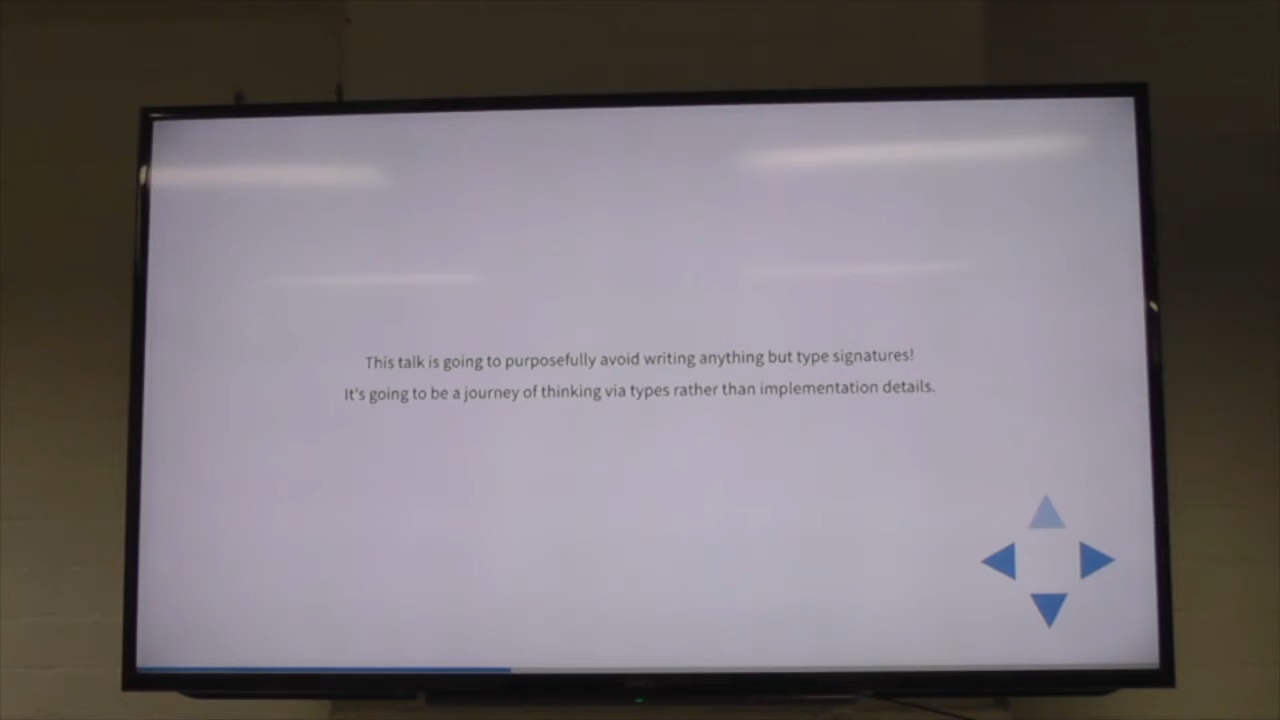 This talk is going to purposefully avoid writing anything but type signatures!
It's going to be a journey of thinking via types rather than implementation details.